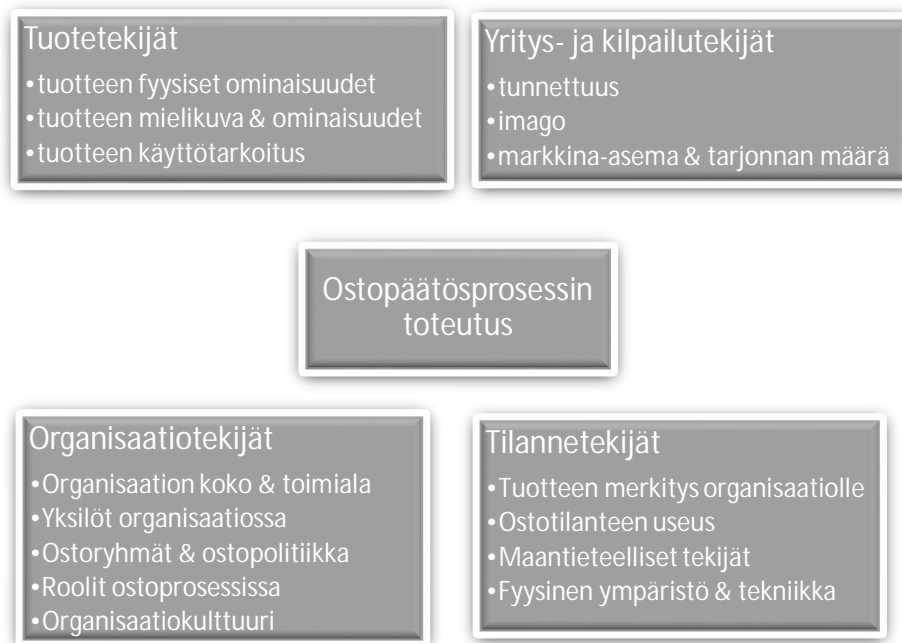 Tuotetekijät
•tuotteen fyysiset ominaisuudet
•tuotteen mielikuva & ominaisuudet
•tuotteen käyttötarkoitus
Yritys- ja kilpailutekijät
•tunnettuus
•imago
•markkina-asema & tarjonnan määrä
Ostopäätösprosessin
toteutus
Organisaatiotekijät
•Organisaation koko & toimiala
•Yksilöt organisaatiossa
•Ostoryhmät & ostopolitiikka
•Roolit ostoprosessissa
•Organisaatiokulttuuri
Tilannetekijät
•Tuotteen merkitys organisaatiolle
•Ostotilanteen useus
•Maantieteelliset tekijät
•Fyysinen ympäristö & tekniikka